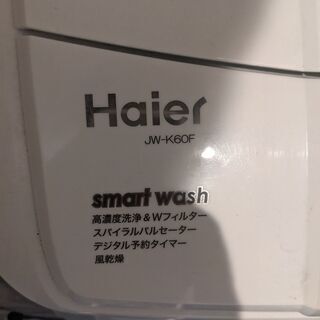 Haier
JW-K60F
smart wash
高濃度洗浄&Wフィルター
スパイラルパルセーター
デジタル予約タイマー
風乾燥